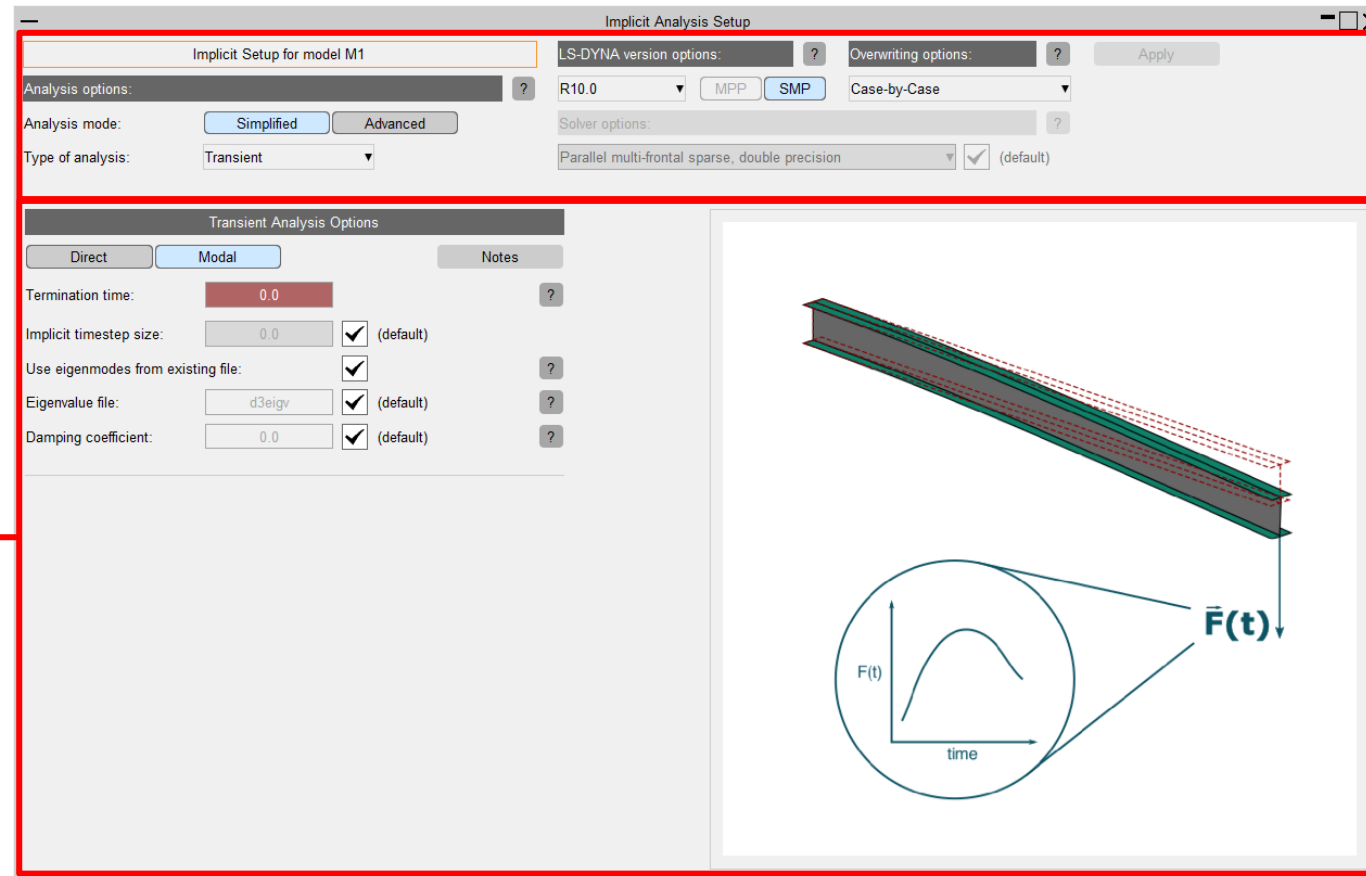 Implicit Analysis Setup
Implicit Setup for model M1
LS-DYNA version options: ?
Overwriting options: ?
Apply
Analysis options: ?
R10.0 MPP SMP
Case-by-Case
Analysis mode: Simplified Advanced
Solver options: ?
Type of analysis: Transient
Parallel multi-frontal sparse, double precision (default)
Transient Analysis Options
Direct Modal Notes
Termination time: 0.0 ?
Implicit timestep size: 0.0 (default)
Use eigenmodes from existing file: ?
Eigenvalue file: d3eigv (default) ?
Damping coefficient: 0.0 (default) ?
F(t)
F(t)
time